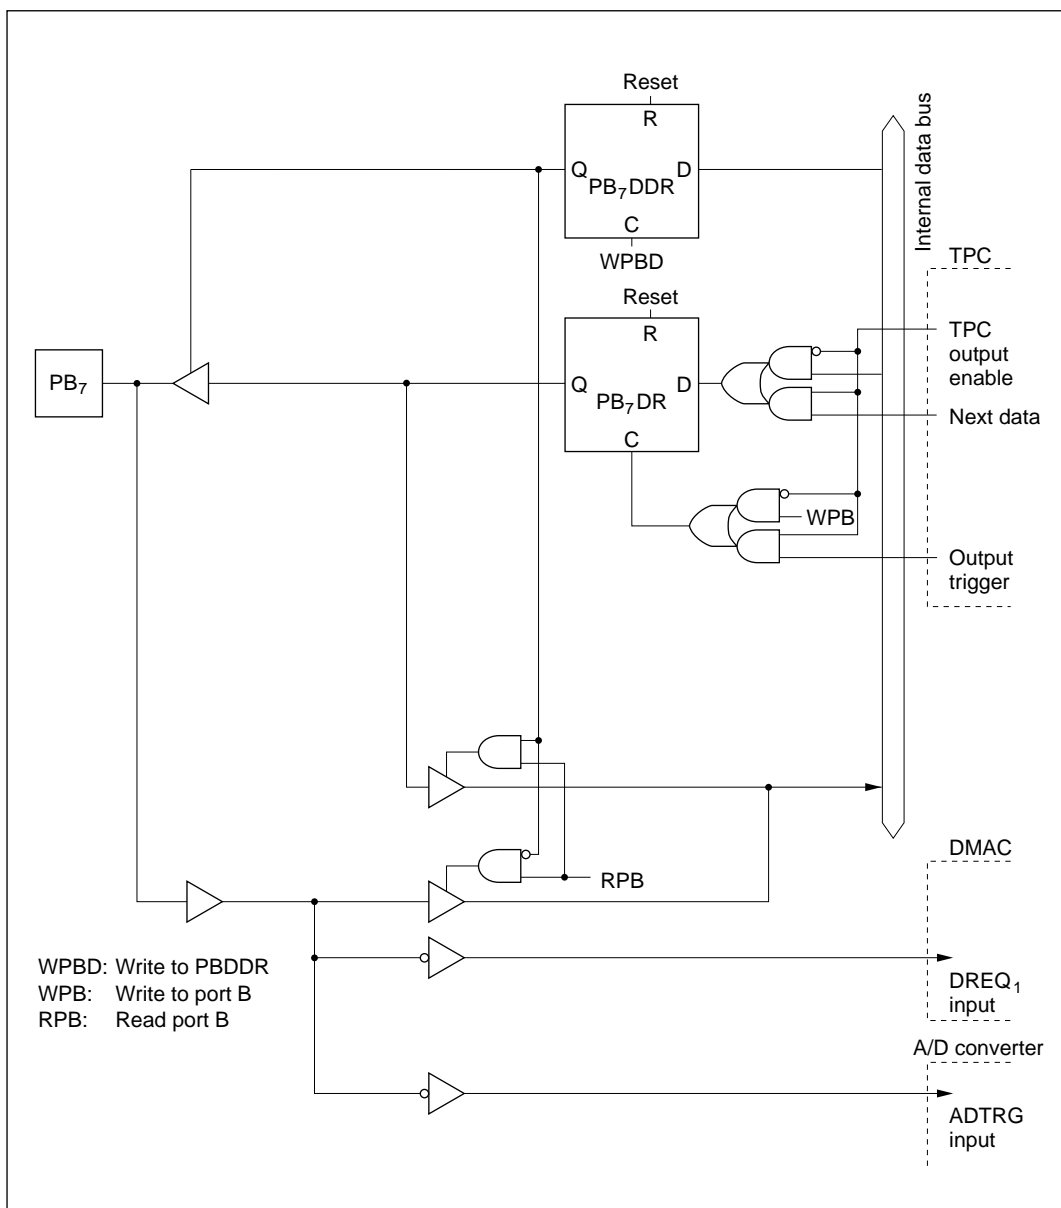 Reset
R
Internal data bus
Q
PB₇DDR
D
C
WPBD
TPC
Reset
R
TPC
output
enable
PB₇
Q
PB₇DR
D
Next data
C
WPB
Output
trigger
DMAC
RPB
WPBD: Write to PBDDR
WPB: Write to port B
RPB: Read port B
DREQ₁
input
A/D converter
ADTRG
input